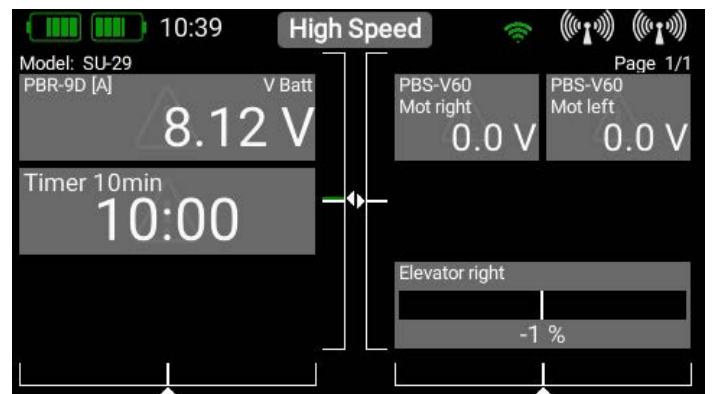 10:39
High Speed
Model: SU-29
Page 1/1
PBR-9D [A]
V Batt
8.12 V
PBS-V60
Mot right
0.0 V
PBS-V60
Mot left
0.0 V
Timer 10min
10:00
Elevator right
-1 %